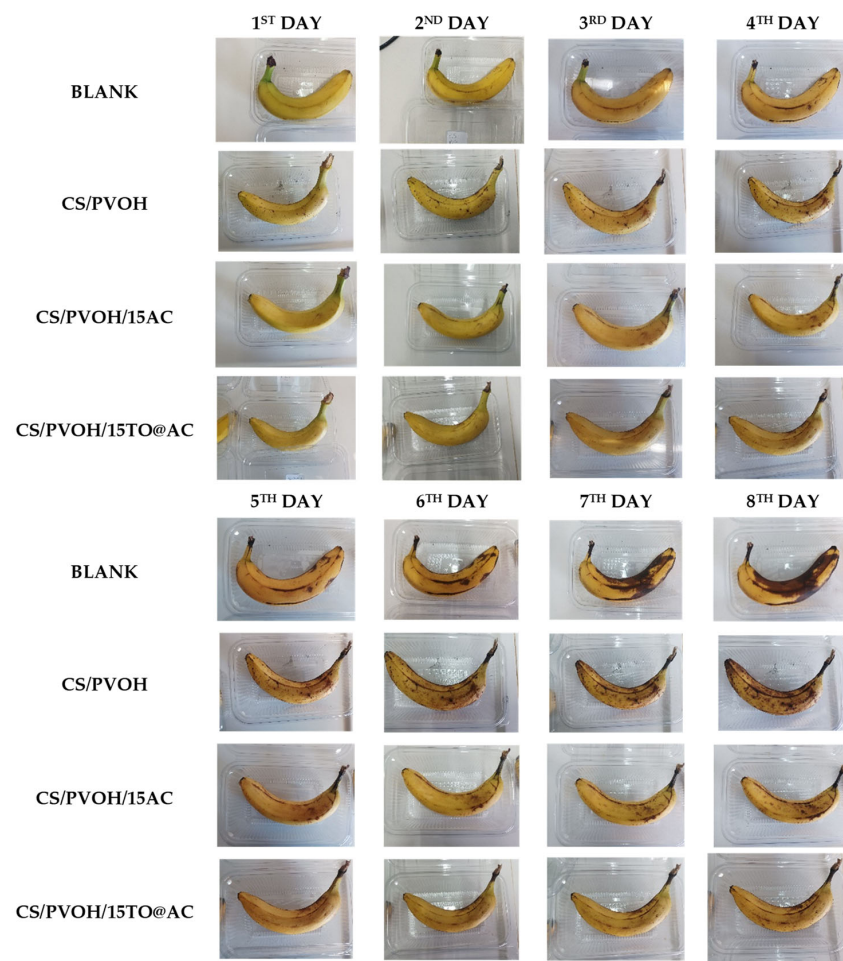 1ST DAY 2ND DAY 3RD DAY 4TH DAY
BLANK
CS/PVOH
CS/PVOH/15AC
CS/PVOH/15TO@AC
5TH DAY 6TH DAY 7TH DAY 8TH DAY
BLANK
CS/PVOH
CS/PVOH/15AC
CS/PVOH/15TO@AC